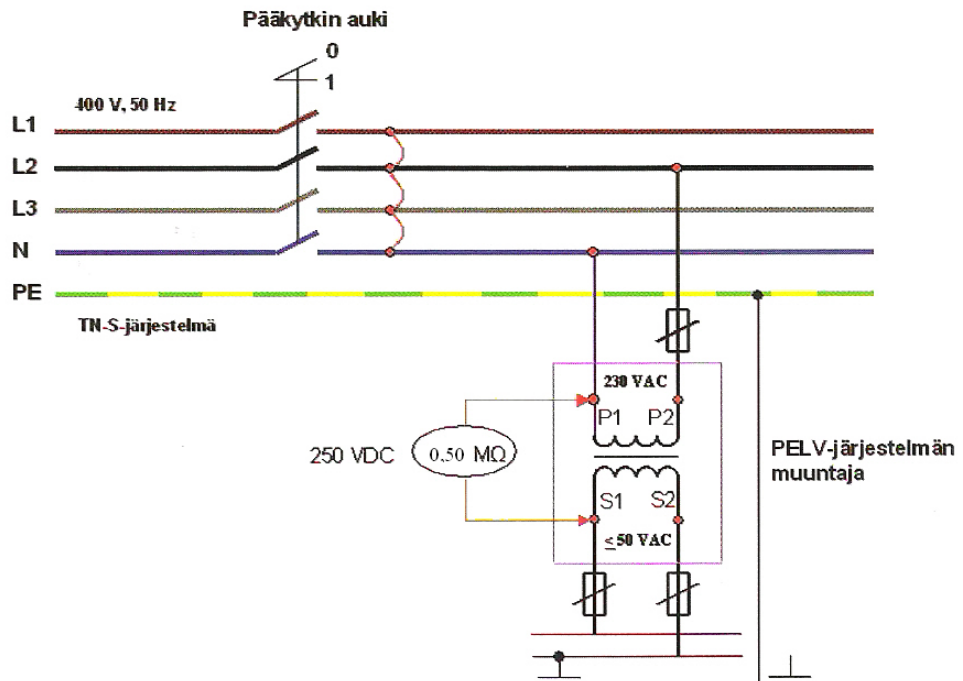 Pääkytkin auki
0
1
400 V, 50 Hz
L1
L2
L3
N
PE
TN-S-järjestelmä
230 VAC
P1 P2
250 VDC 0.50 MΩ
PELV-järjestelmän
muuntaja
S1 S2
≤50 VAC